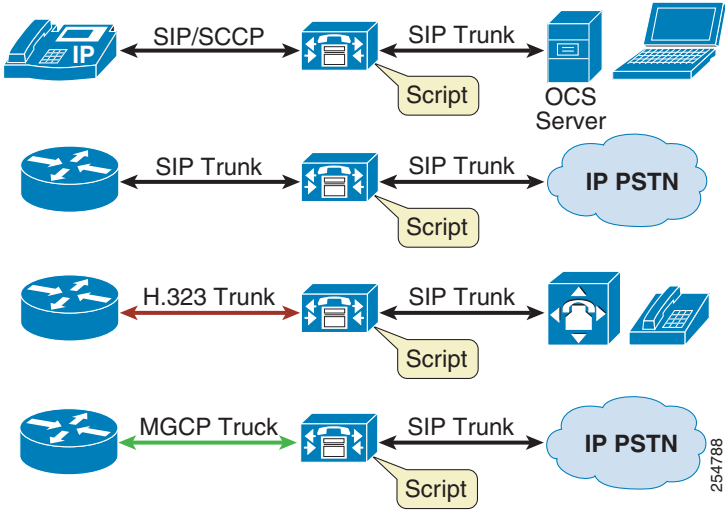 IP
SIP/SCCP
SIP Trunk
Script
OCS
Server
SIP Trunk
SIP Trunk
IP PSTN
Script
H.323 Trunk
SIP Trunk
Script
MGCP Truck
SIP Trunk
IP PSTN
Script
254788